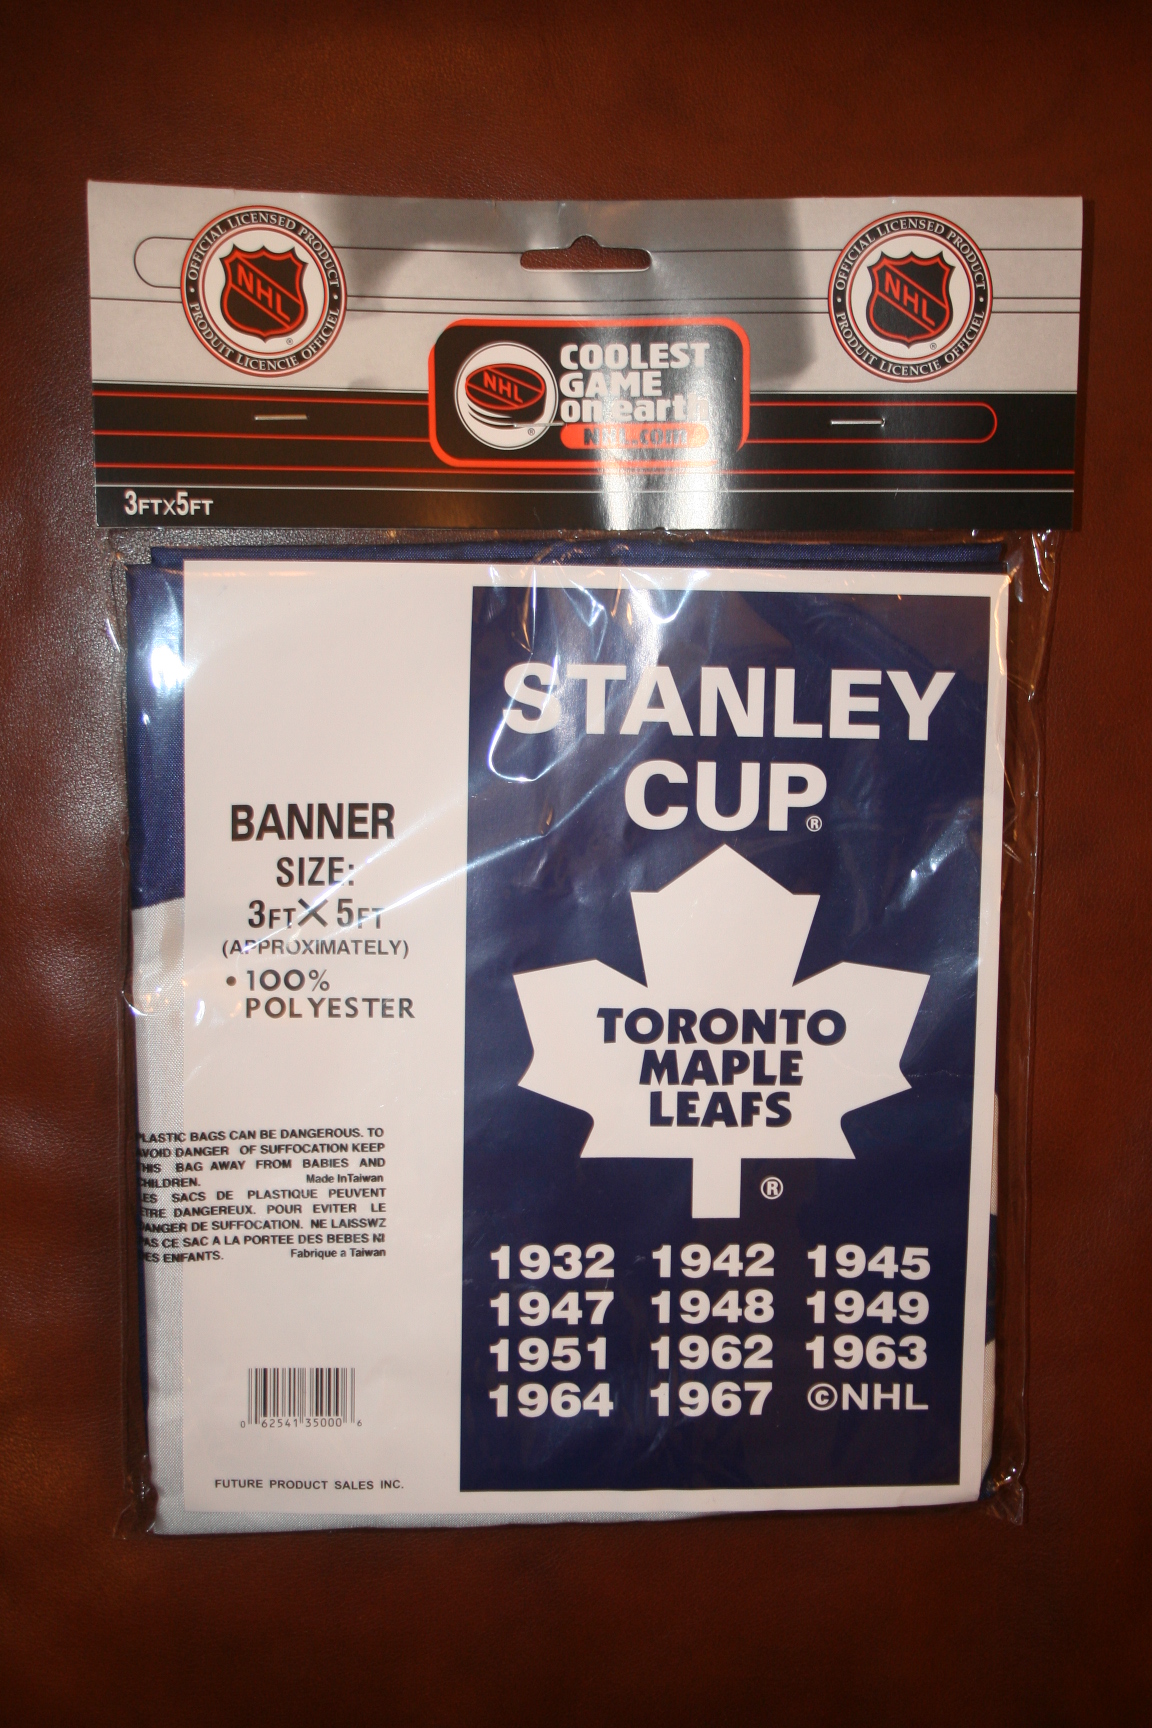 OFFICIAL LICENSED PRODUCT
NHL
PRODUIT LICENCIE OFFICIEL
OFFICIAL LICENSED PRODUCT
NHL
PRODUIT LICENCIE OFFICIEL
NHL
COOLEST
GAME
on earth
NHL.COM
3FTX5FT
BANNER
SIZE:
3FT X 5FT
(APPROXIMATELY)
• 100%
POLYESTER
PLASTIC BAGS CAN BE DANGEROUS. TO
AVOID DANGER OF SUFFOCATION KEEP
THIS BAG AWAY FROM BABIES AND
CHILDREN. Made InTaiwan
LES SACS DE PLASTIQUE PEUVENT
ETRE DANGEREUX. POUR EVITER LE
DANGER DE SUFFOCATION. NE LAISSWZ
PAS CE SAC A LA PORTEE DES BEBES NI
DES ENFANTS. Fabrique a Taiwan
0 62541 35000 6
FUTURE PRODUCT SALES INC.
STANLEY
CUP®
TORONTO
MAPLE
LEAFS
®
1932 1942 1945
1947 1948 1949
1951 1962 1963
1964 1967 ©NHL